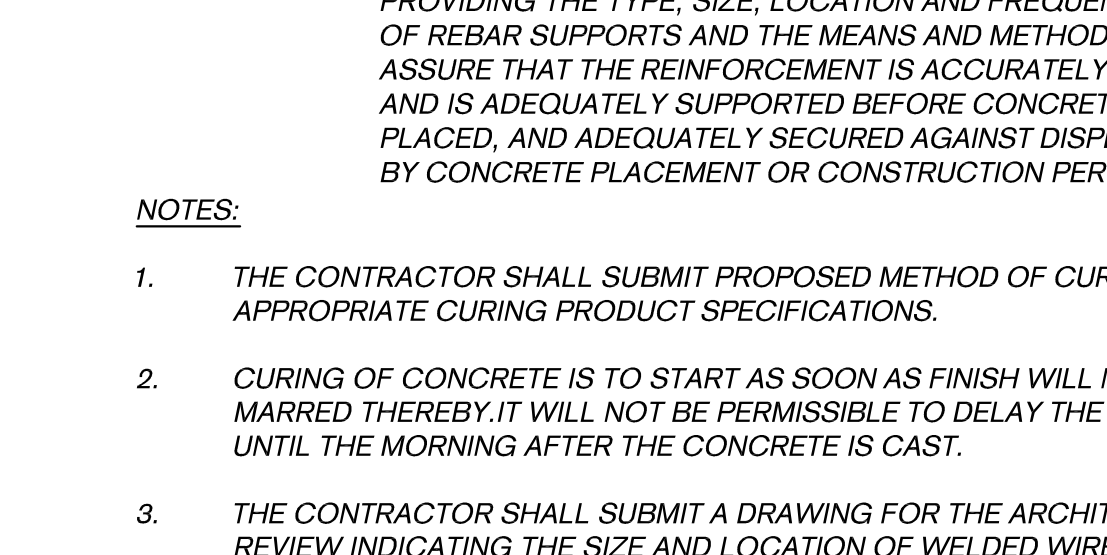 PROVIDING THE TYPE, SIZE, LOCATION AND
OF REBAR SUPPORTS AND THE MEANS AND METHOD
ASSURE THAT THE REINFORCEMENT IS ACCURATELY
AND IS ADEQUATELY SUPPORTED BEFORE
PLACED, AND ADEQUATELY SECURED AGAINST
BY CONCRETE PLACEMENT OR CONSTRUCTION
NOTES:
1. THE CONTRACTOR SHALL SUBMIT PROPOSED METHOD OF
APPROPRIATE CURING PRODUCT SPECIFICATIONS.
2. CURING OF CONCRETE IS TO START AS SOON AS FINISH WILL
MARRED THEREBY.IT WILL NOT BE PERMISSIBLE TO DELAY THE
UNTIL THE MORNING AFTER THE CONCRETE IS CAST.
3. THE CONTRACTOR SHALL SUBMIT A DRAWING FOR THE
REVIEW INDICATING THE SIZE AND LOCATION OF WELDED